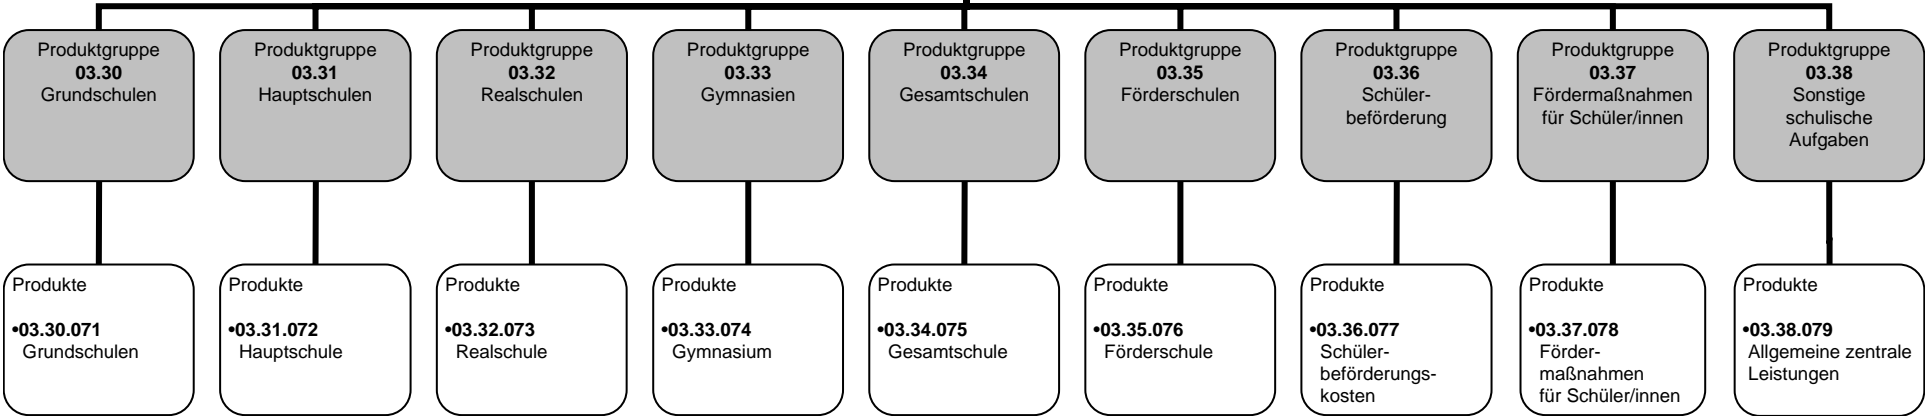 Produktgruppe
03.30
Grundschulen
Produktgruppe
03.31
Hauptschulen
Produktgruppe
03.32
Realschulen
Produktgruppe
03.33
Gymnasien
Produktgruppe
03.34
Gesamtschulen
Produktgruppe
03.35
Förderschulen
Produktgruppe
03.36
Schüler-
beförderung
Produktgruppe
03.37
Fördermaßnahmen
für Schüler/innen
Produktgruppe
03.38
Sonstige
schulische
Aufgaben
Produkte
•03.30.071
Grundschulen
Produkte
•03.31.072
Hauptschule
Produkte
•03.32.073
Realschule
Produkte
•03.33.074
Gymnasium
Produkte
•03.34.075
Gesamtschule
Produkte
•03.35.076
Förderschule
Produkte
•03.36.077
Schüler-
beförderungs-
kosten
Produkte
•03.37.078
Förder-
maßnahmen
für Schüler/innen
Produkte
•03.38.079
Allgemeine zentrale
Leistungen